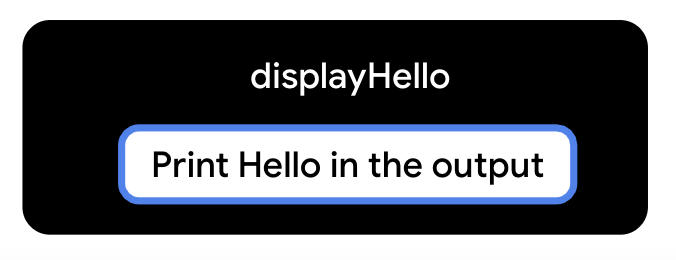 displayHello
Print Hello in the output